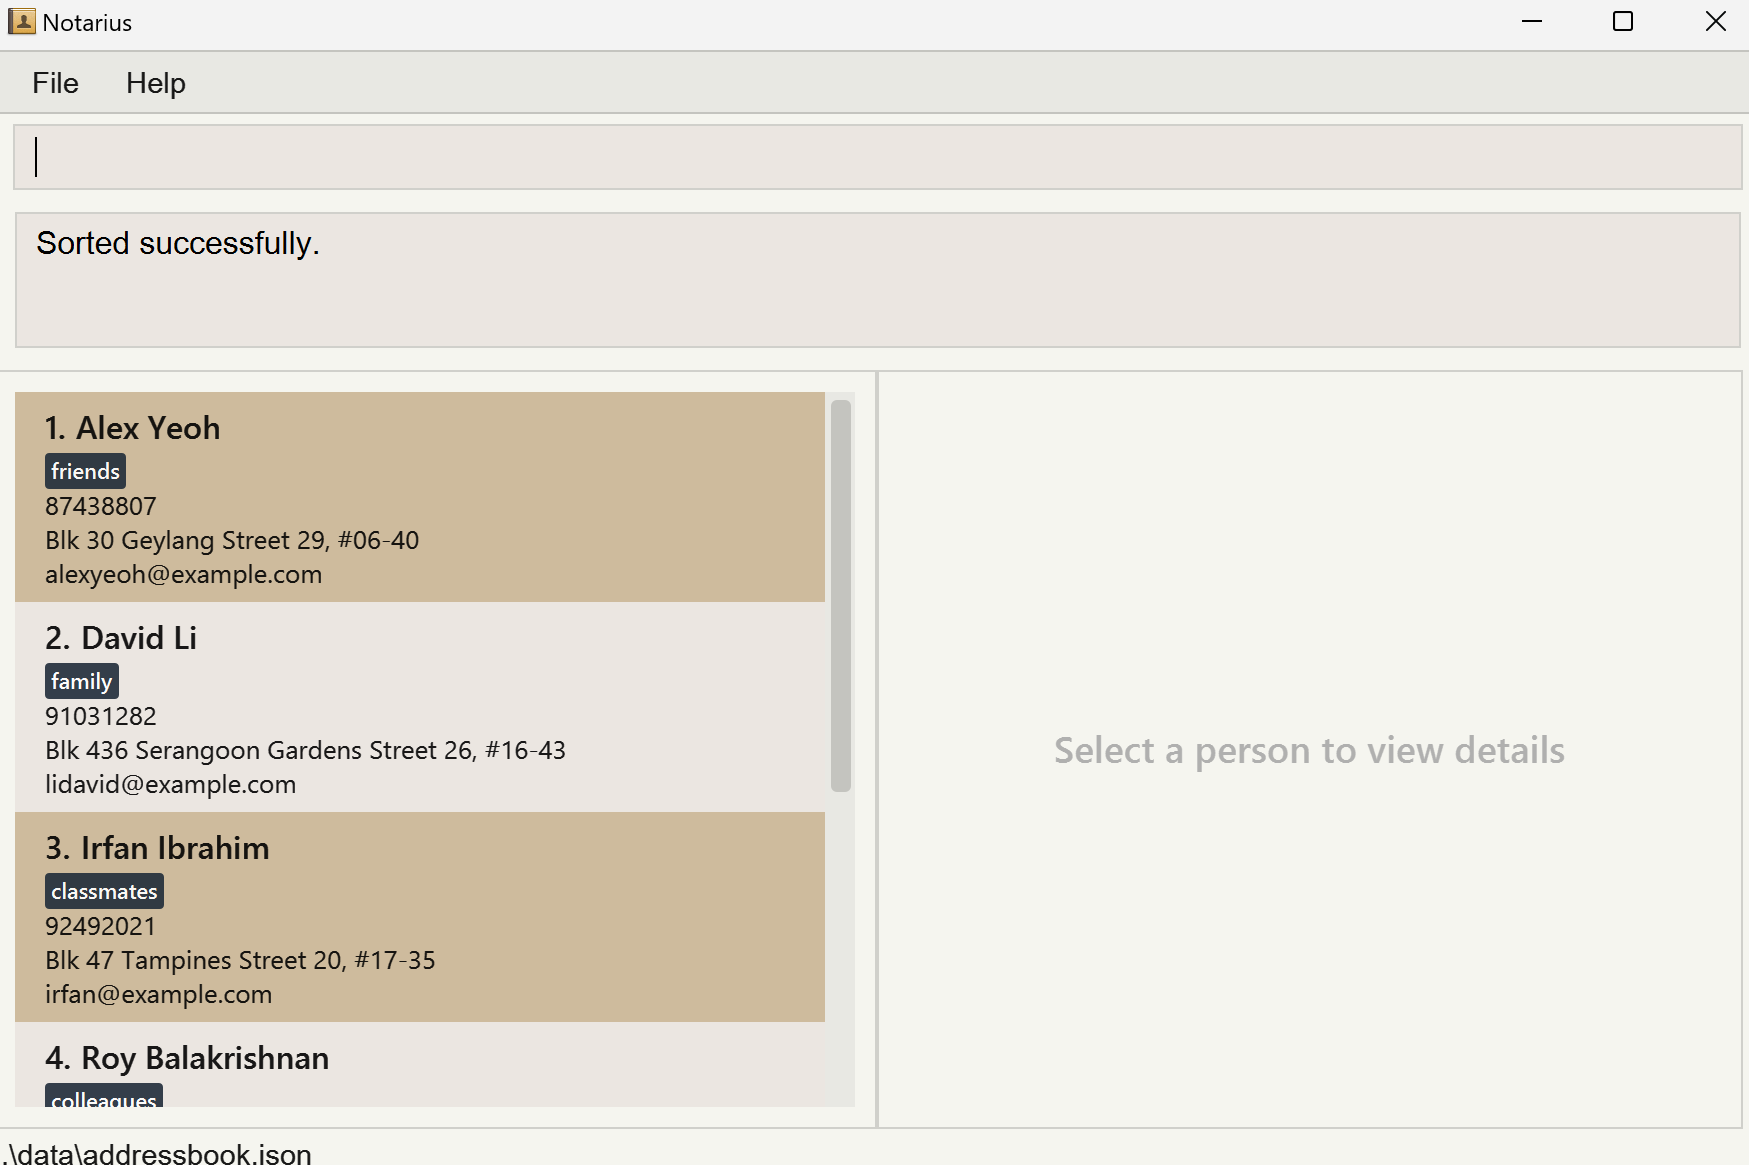 Notarius
File Help
Sorted successfully.
1. Alex Yeoh
friends
87438807
Blk 30 Geylang Street 29, #06-40
alexyeoh@example.com
2. David Li
family
91031282
Blk 436 Serangoon Gardens Street 26, #16-43
lidavid@example.com
3. Irfan Ibrahim
classmates
92492021
Blk 47 Tampines Street 20, #17-35
irfan@example.com
4. Roy Balakrishnan
colleagues
Select a person to view details
.\data\addressbook.json